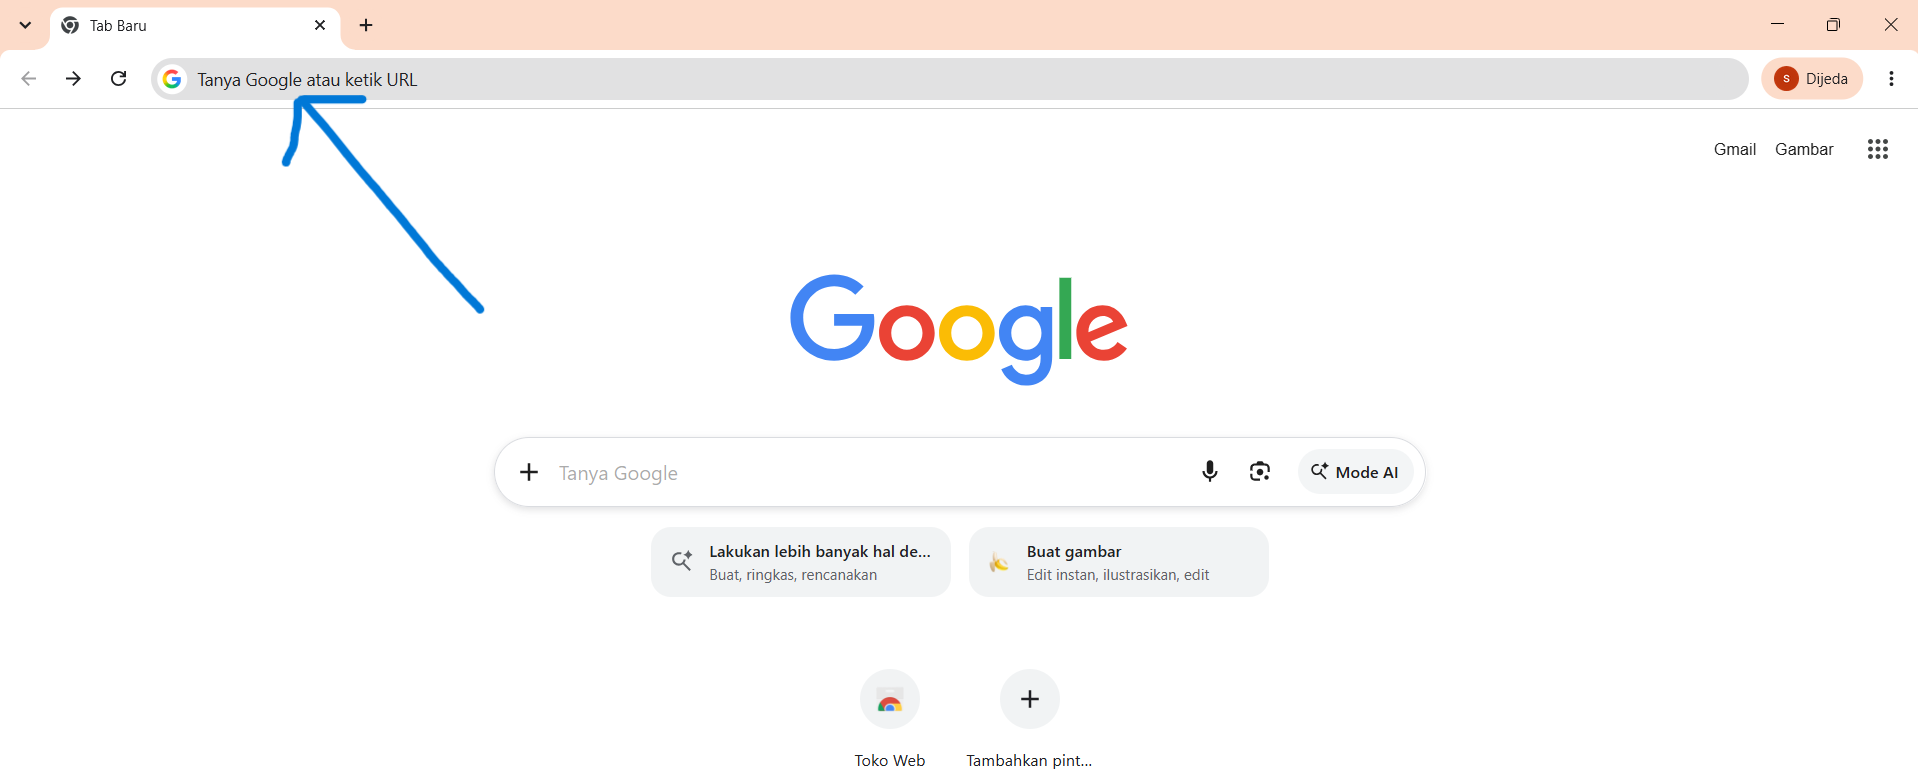 Tab Baru
Tanya Google atau ketik URL
s Dijeda
Gmail Gambar
Google
Tanya Google Mode AI
Lakukan lebih banyak hal de...
Buat, ringkas, rencanakan
Buat gambar
Edit instan, ilustrasikan, edit
Toko Web
Tambahkan pint...